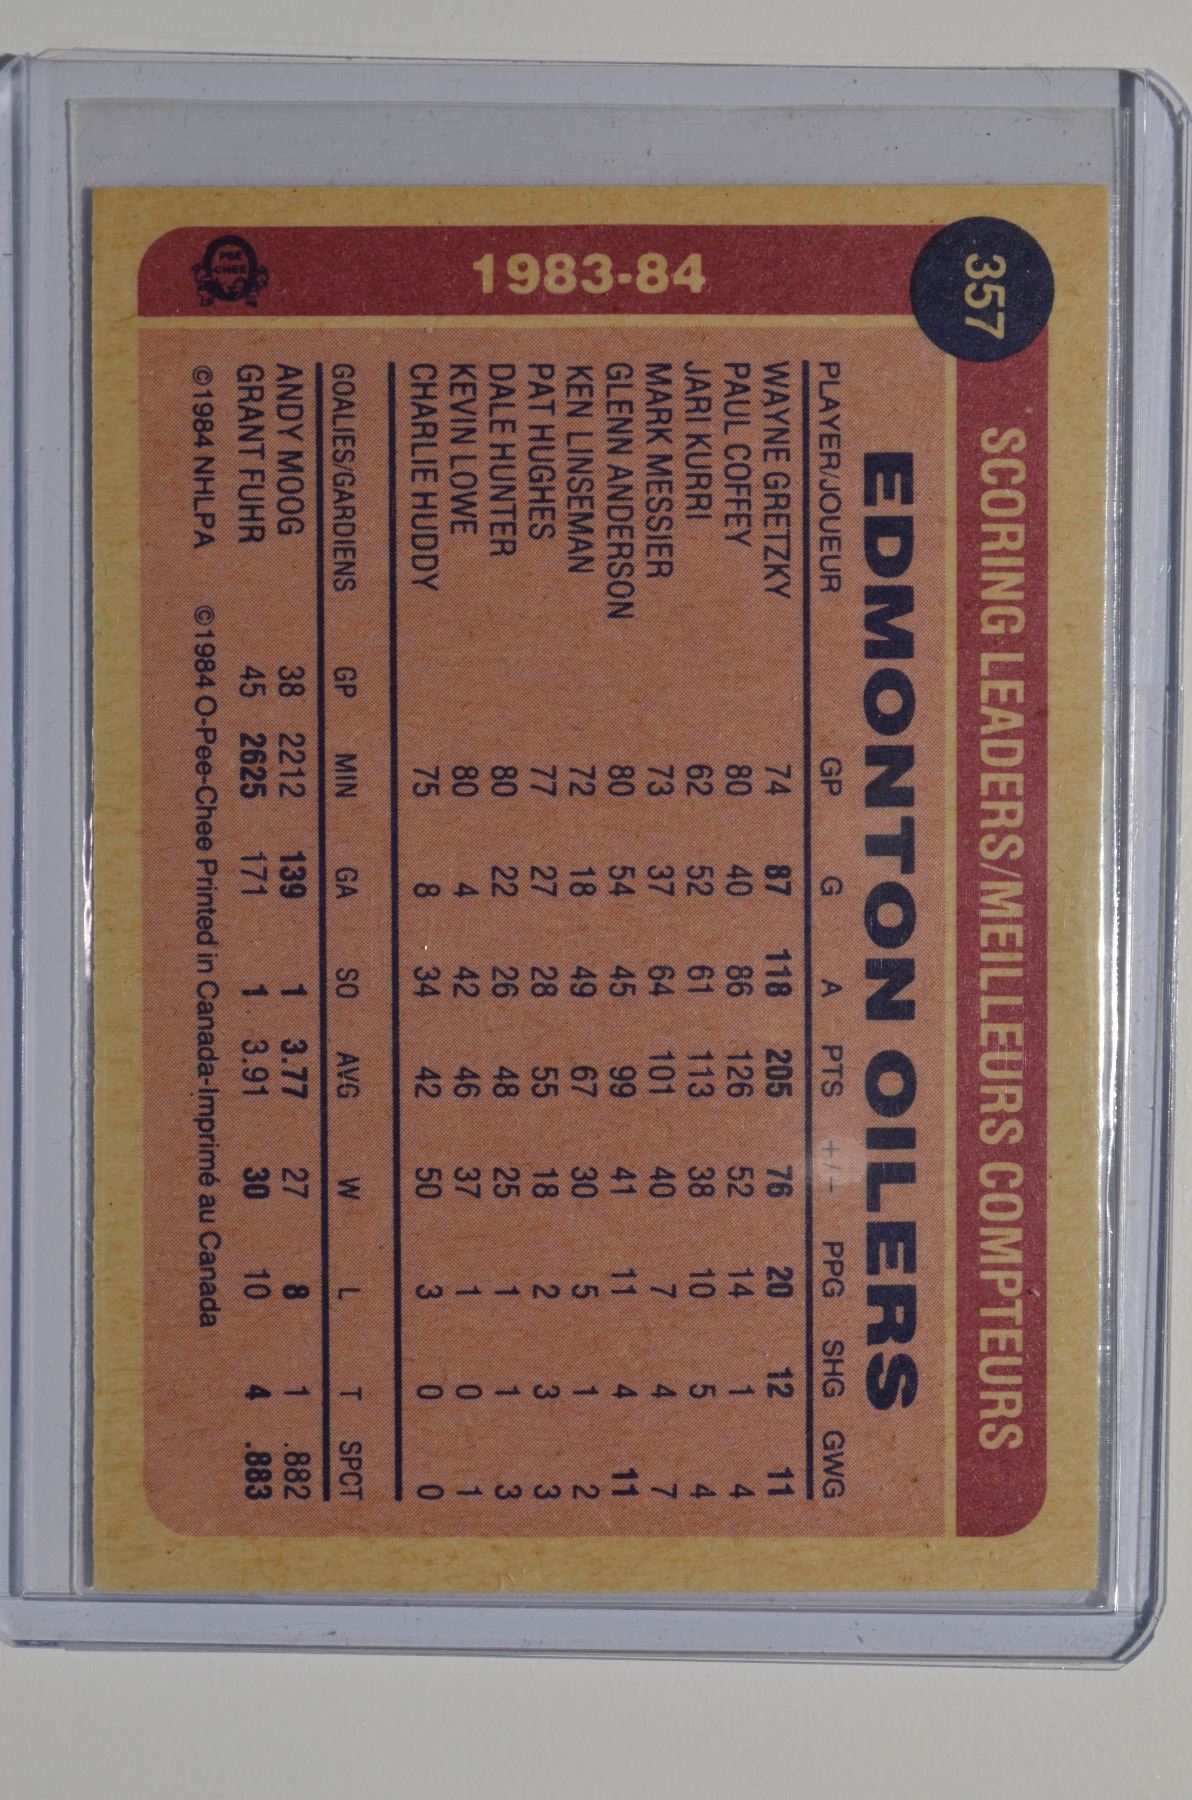 357
SCORING LEADERS/MEILLEURS COMPTEURS
1983-84
PEE
CHEE
EDMONTON OILERS
PLAYER/JOUEUR GP G A PTS +/- PPG SHG GWG
WAYNE GRETZKY 74 87 118 205 76 20 12 11
PAUL COFFEY 80 40 86 126 52 14 1 4
JARI KURRI 62 52 61 113 38 10 5 4
MARK MESSIER 73 37 64 101 40 7 4 7
GLENN ANDERSON 80 54 45 99 41 11 4 11
KEN LINSEMAN 72 18 49 67 30 5 1 2
PAT HUGHES 77 27 28 55 18 2 3 3
DALE HUNTER 80 22 26 48 25 1 1 3
KEVIN LOWE 80 4 42 46 37 1 0 1
CHARLIE HUDDY 75 8 34 42 50 3 0 0
GOALIES/GARDIENS GP MIN GA SO AVG W L T SPCT
ANDY MOOG 38 2212 139 1 3.77 27 8 1 .882
GRANT FUHR 45 2625 171 1 3.91 30 10 4 .883
©1984 NHLPA ©1984 O-Pee-Chee Printed in Canada-Imprimé au Canada